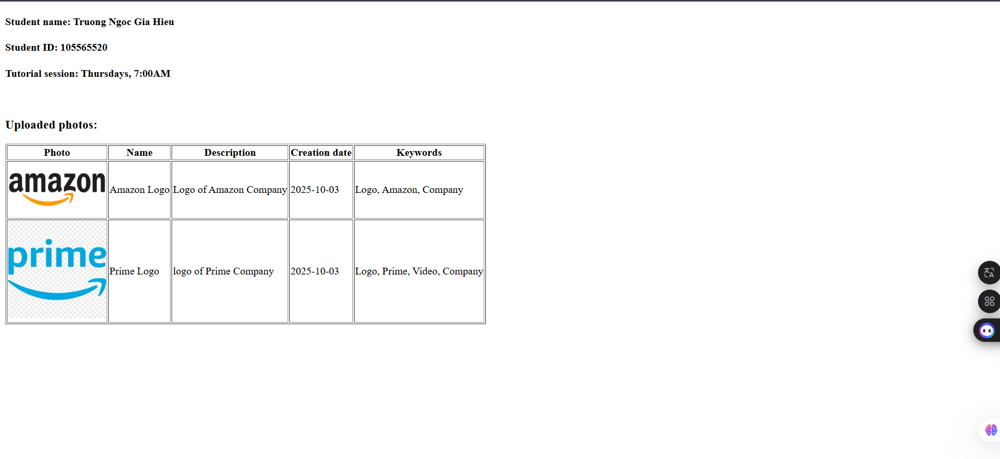 Student name: Truong Ngoc Gia Hieu
Student ID: 105565520
Tutorial session: Thursdays, 7:00AM
Uploaded photos:
Photo Name Description Creation date Keywords
amazon Amazon Logo Logo of Amazon Company 2025-10-03 Logo, Amazon, Company
prime Prime Logo logo of Prime Company 2025-10-03 Logo, Prime, Video, Company